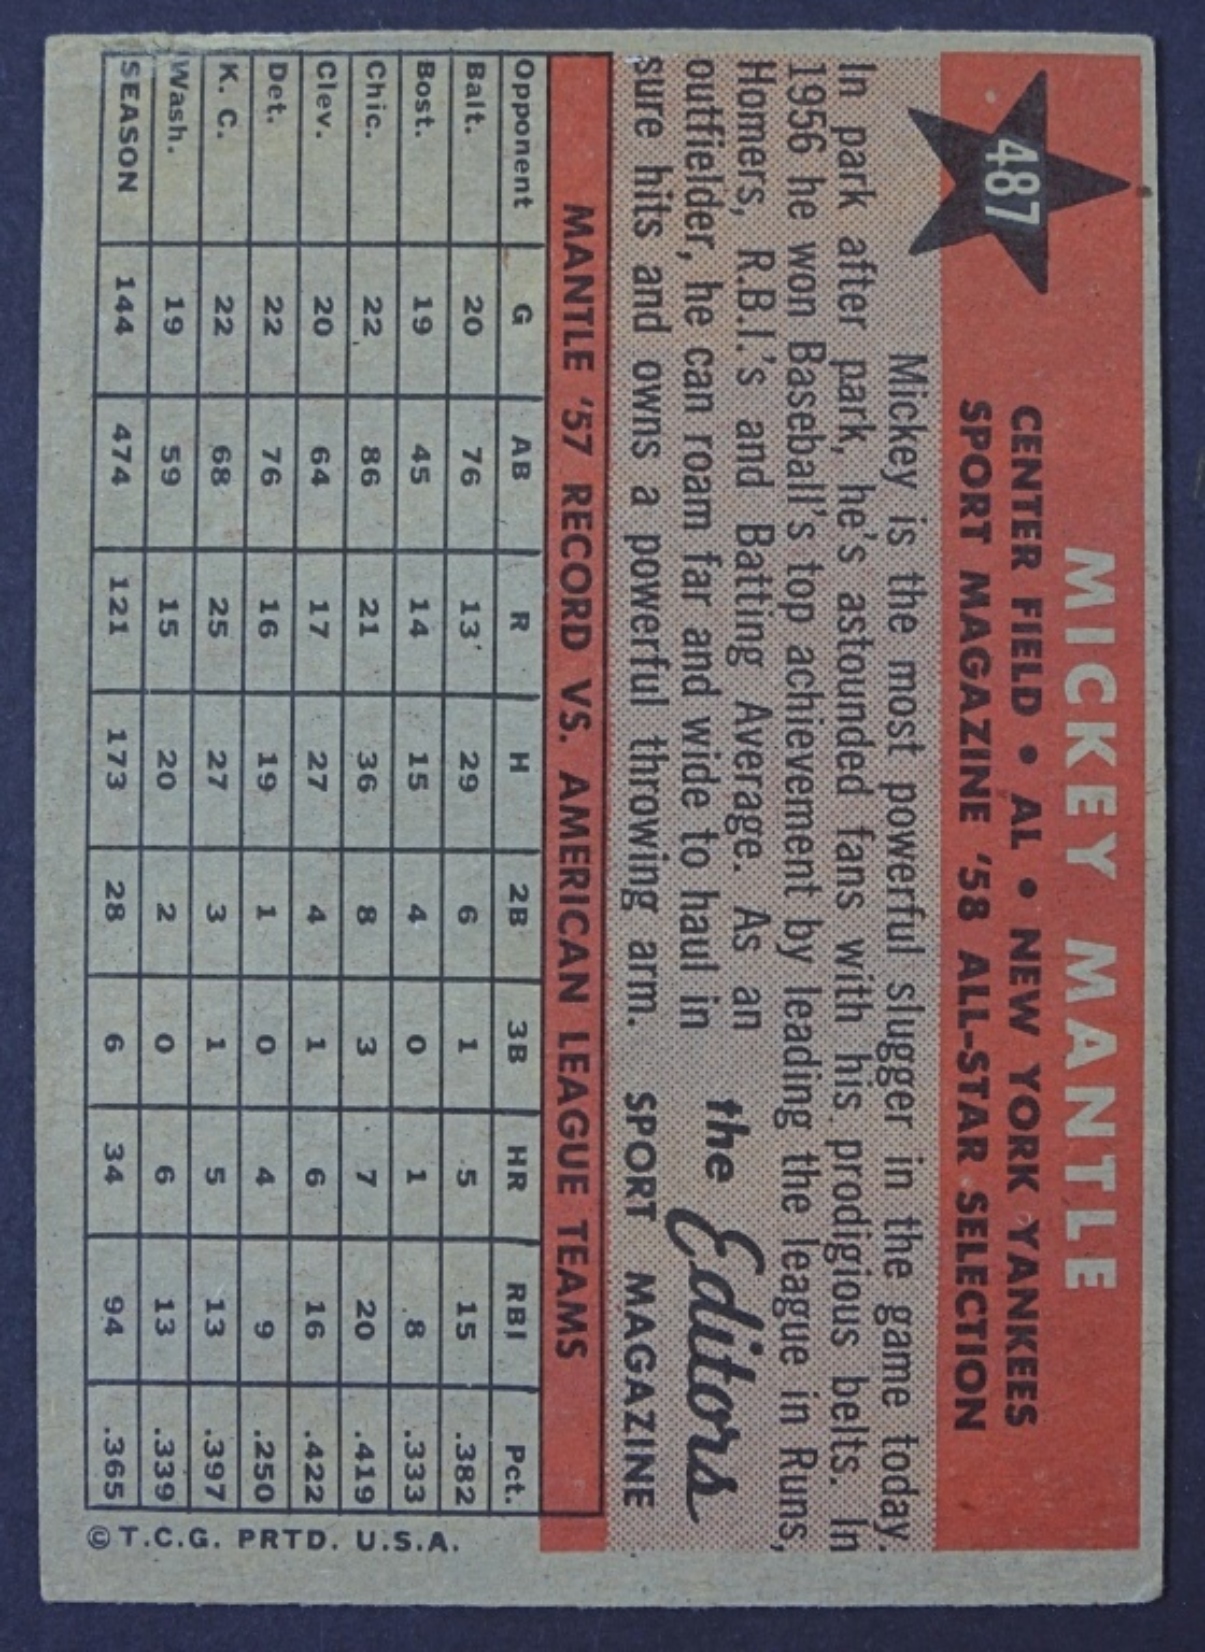 487
MICKEY MANTLE
CENTER FIELD • AL • NEW YORK YANKEES
SPORT MAGAZINE '58 ALL-STAR SELECTION
Mickey is the most powerful slugger in the game today.
In park after park, he's astounded fans with his prodigious belts. In
1956 he won Baseball's top achievement by leading the league in Runs,
Homers, R.B.I.'s and Batting Average. As an
outfielder, he can roam far and wide to haul in
sure hits and owns a powerful throwing arm.
the Editors
SPORT MAGAZINE
MANTLE '57 RECORD VS. AMERICAN LEAGUE TEAMS
Opponent G AB R H 2B 3B HR RBI Pct.
Balt. 20 76 13 29 6 1 5 15 .382
Bost. 19 45 14 15 4 0 1 8 .333
Chic. 22 86 21 36 8 3 7 20 .419
Clev. 20 64 17 27 4 1 6 16 .422
Det. 22 76 16 19 1 0 4 9 .250
K. C. 22 68 25 27 3 1 5 13 .397
Wash. 19 59 15 20 2 0 6 13 .339
SEASON 144 474 121 173 28 6 34 94 .365
© T.C.G. PRTD. U.S.A.